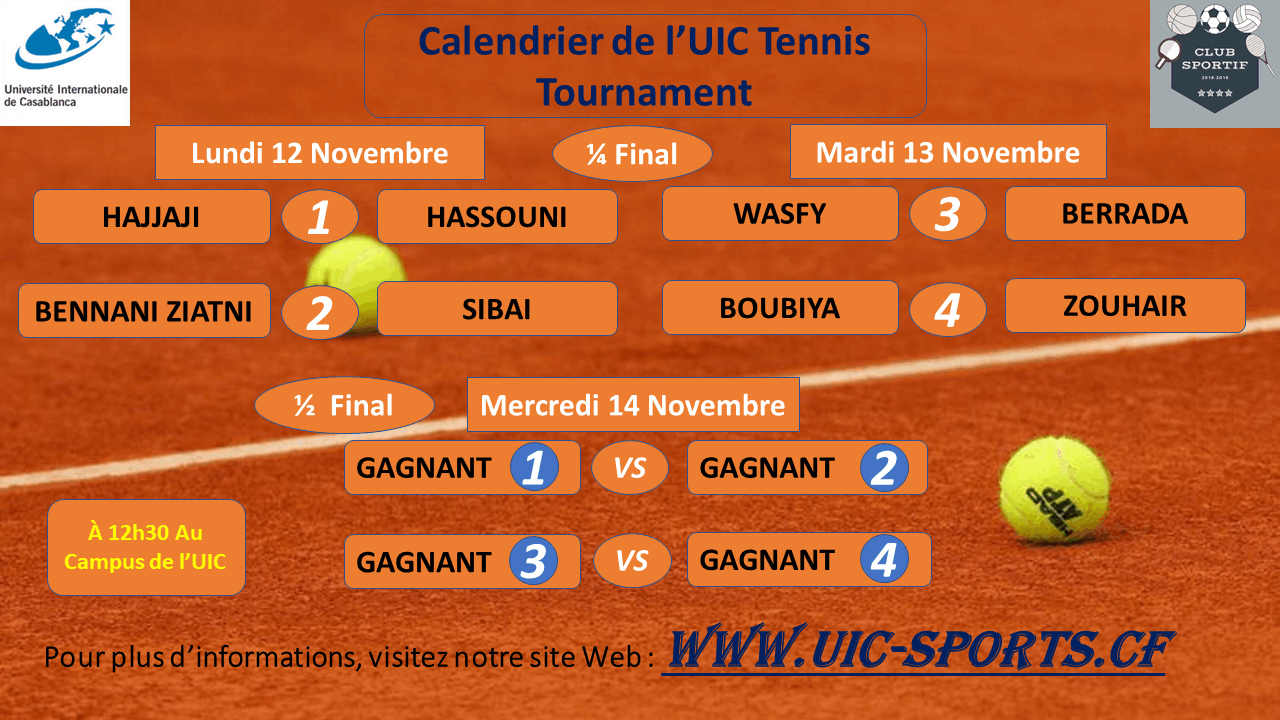 Université Internationale
de Casablanca
Calendrier de l’UIC Tennis
Tournament
CLUB
SPORTIF
2018-2019
Lundi 12 Novembre
¼ Final
Mardi 13 Novembre
HAJJAJI 1 HASSOUNI
WASFY 3 BERRADA
BENNANI ZIATNI 2 SIBAI
BOUBIYA 4 ZOUHAIR
½ Final
Mercredi 14 Novembre
GAGNANT 1 VS GAGNANT 2
GAGNANT 3 VS GAGNANT 4
À 12h30 Au
Campus de l’UIC
HEAD
ATP
Pour plus d’informations, visitez notre site Web : WWW.UIC-SPORTS.CF